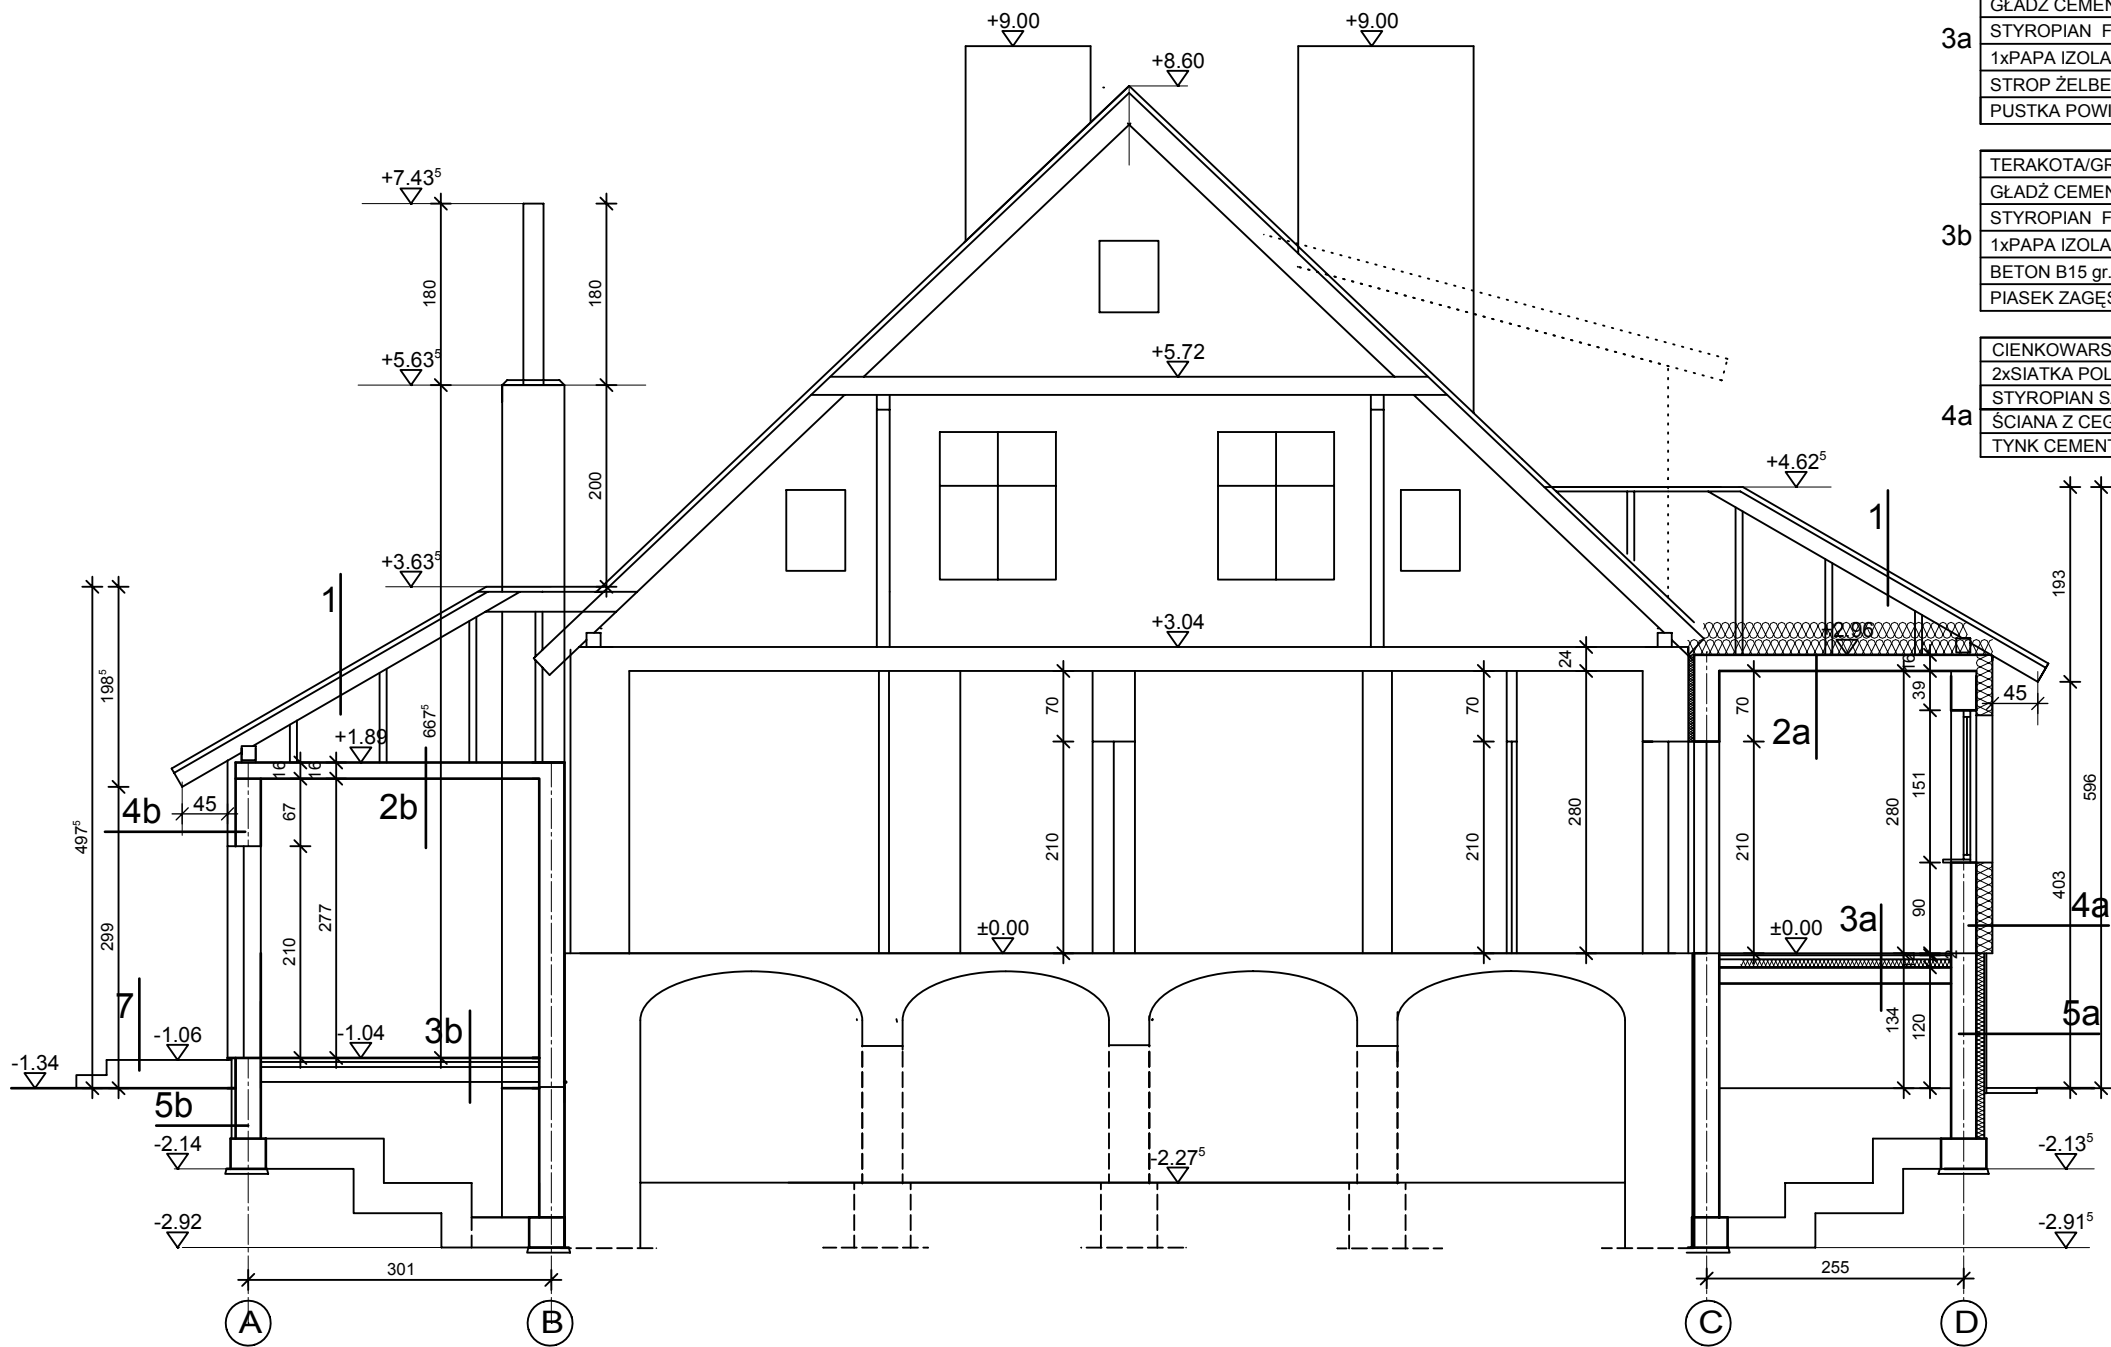 +9.00
+9.00
+8.60
GŁADZ CEMEN
3a
STYROPIAN F
1xPAPA IZOLA
STROP ŻELBE
PUSTKA POWI
TERAKOTA/GR
GŁADŻ CEMEN
3b
STYROPIAN F
1xPAPA IZOLA
BETON B15 gr.
PIASEK ZAGĘS
CIENKOWARS
2xSIATKA POL
STYROPIAN S
4a
ŚCIANA Z CEG
TYNK CEMENT
+7.43⁵
180
180
+5.63⁵
+5.72
200
+4.62⁵
1
193
+3.63⁵
1
198⁵
667⁵
+3.04
24
+2.96
16
39
45
+1.89
16
16
2b
67
4b
45
70
70
70
2a
151
596
497⁵
299
210
277
210
210
280
210
280
90
403
4a
±0.00
±0.00
3a
7
-1.06
-1.04
3b
134
120
5a
-1.34
5b
-2.14
-2.27⁵
-2.13⁵
-2.92
-2.91⁵
301
255
A
B
C
D